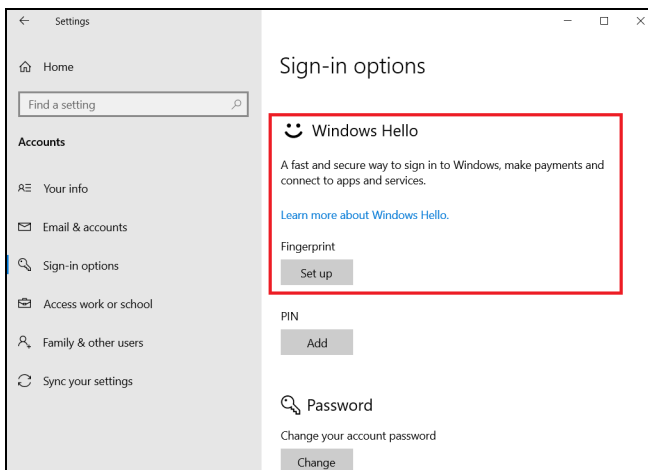 Settings
Home
Find a setting
Accounts
Your info
Email & accounts
Sign-in options
Access work or school
Family & other users
Sync your settings
Sign-in options
Windows Hello
A fast and secure way to sign in to Windows, make payments and
connect to apps and services.
Learn more about Windows Hello.
Fingerprint
Set up
PIN
Add
Password
Change your account password
Change